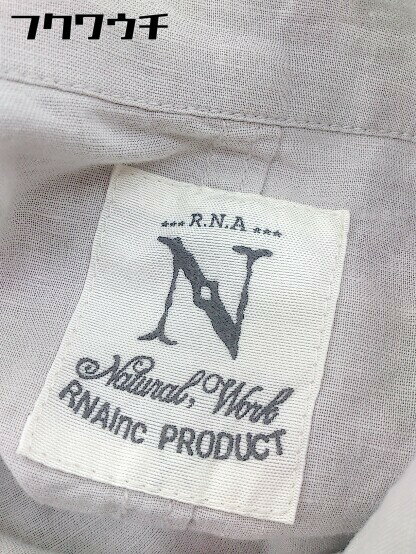 フクワウチ
*** R.N.A ***
N
Natural, Work
RNAInc PRODUCT